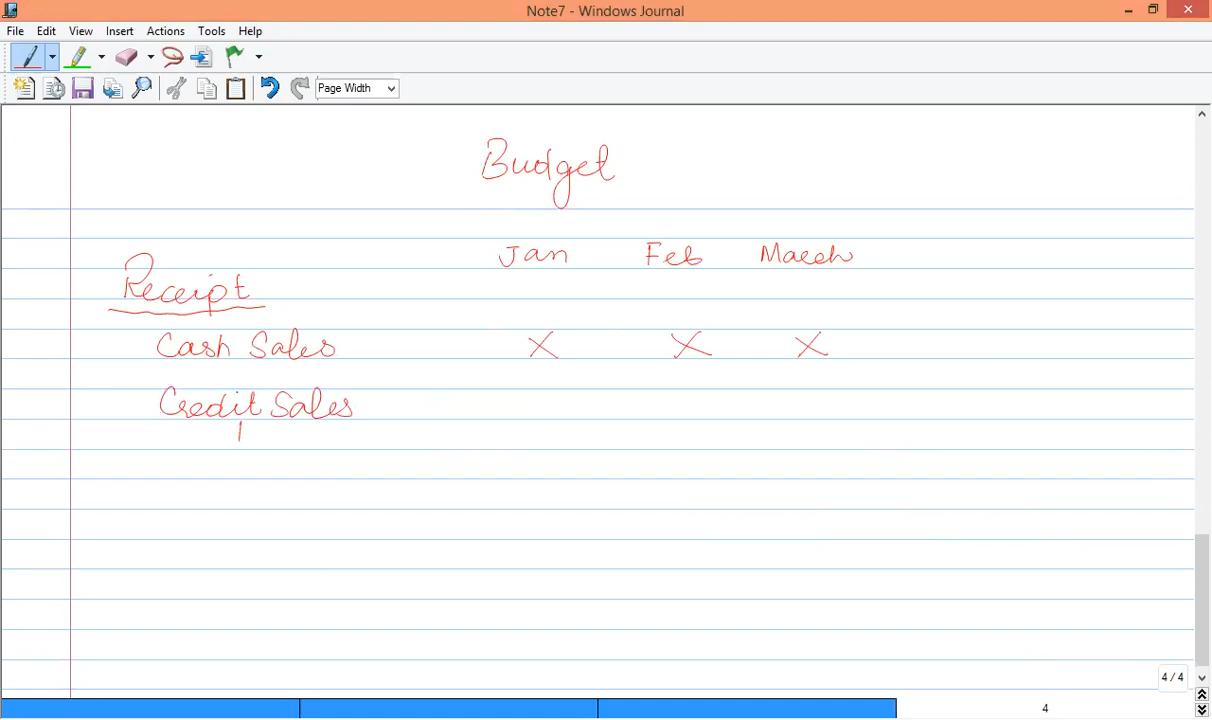 Note7 - Windows Journal
File Edit View Insert Actions Tools Help
Page Width
Budget
Jan Feb March
Receipt
Cash Sales X X X
Credit Sales
4 / 4
4